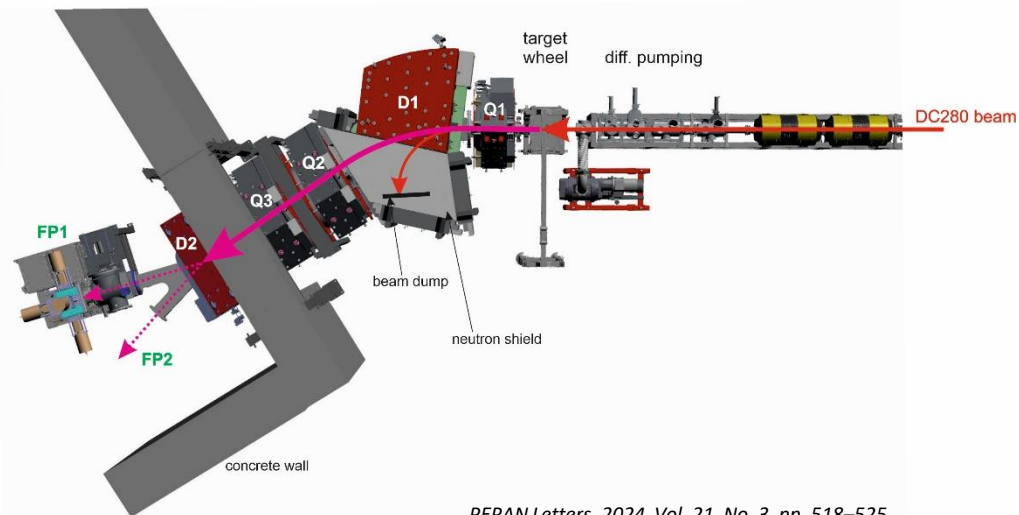 target
wheel
diff. pumping
DC280 beam
Q1
D1
Q2
Q3
D2
FP1
FP2
beam dump
neutron shield
concrete wall
PEPAN Letters, 2024, Vol. 21, No. 3, pp. 518–525